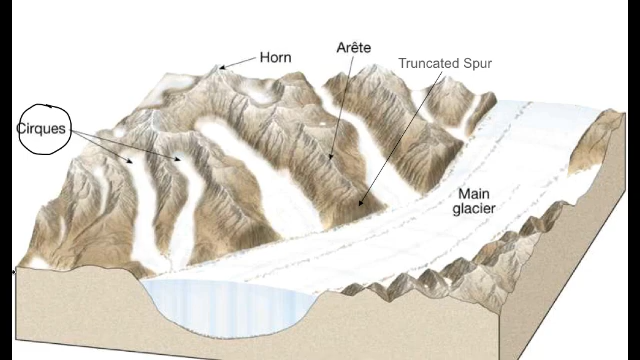 Horn
Arête
Truncated Spur
Cirques
Main
glacier